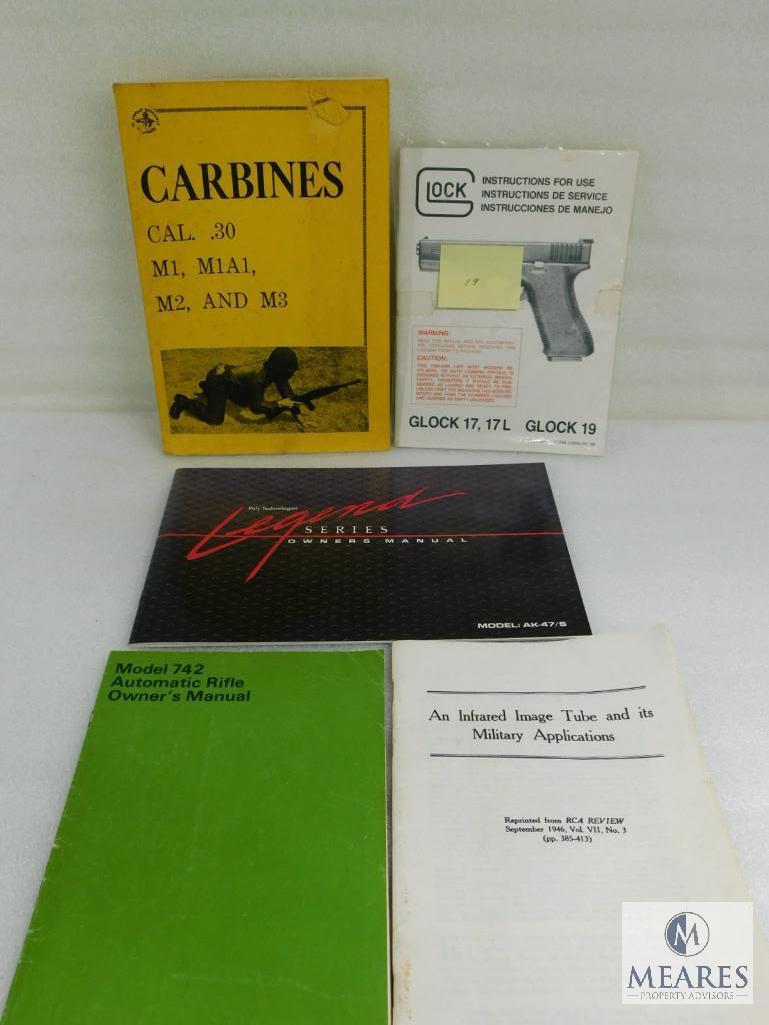 CARBINES
CAL. .30
M1, M1A1,
M2, AND M3
GLOCK
INSTRUCTIONS FOR USE
INSTRUCTIONS DE SERVICE
INSTRUCCIONES DE MANEJO
19
WARNING:
CAUTION:
GLOCK 17, 17L GLOCK 19
Poly Technologies
Legend
SERIES
OWNERS MANUAL
MODEL: AK-47/S
Model 742
Automatic Rifle
Owner's Manual
An Infrared Image Tube and its
Military Applications
Reprinted from RCA REVIEW
September 1946, Vol. VII, No. 3
(pp. 385-413)
M
MEARES
PROPERTY ADVISORS